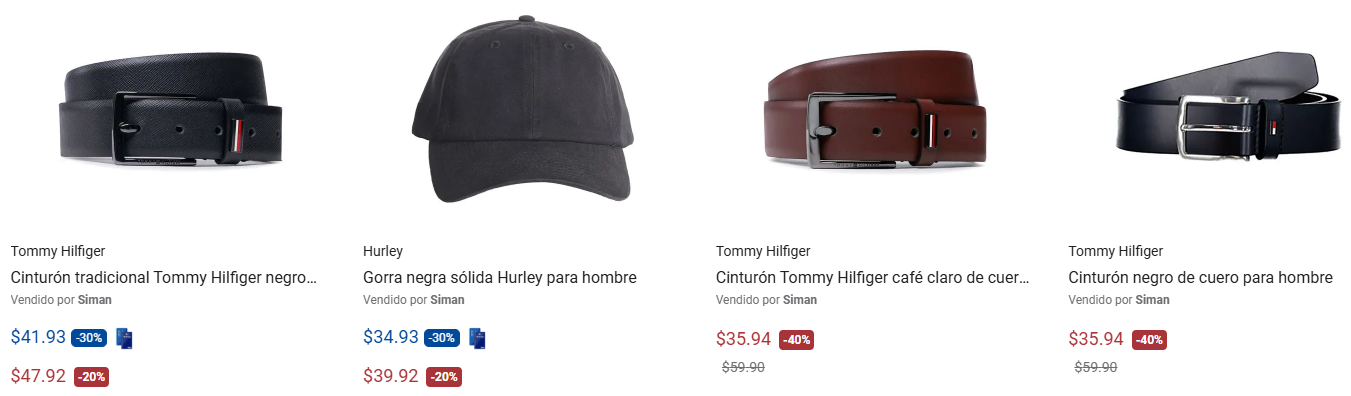 Tommy Hilfiger
Cinturón tradicional Tommy Hilfiger negro...
Vendido por Siman
$41.93 -30%
$47.92 -20%
Hurley
Gorra negra sólida Hurley para hombre
Vendido por Siman
$34.93 -30%
$39.92 -20%
Tommy Hilfiger
Cinturón Tommy Hilfiger café claro de cuer...
Vendido por Siman
$35.94 -40%
$59.90
Tommy Hilfiger
Cinturón negro de cuero para hombre
Vendido por Siman
$35.94 -40%
$59.90